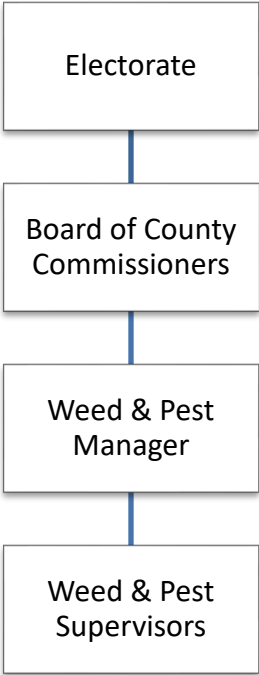 Electorate
Board of County
Commissioners
Weed & Pest
Manager
Weed & Pest
Supervisors